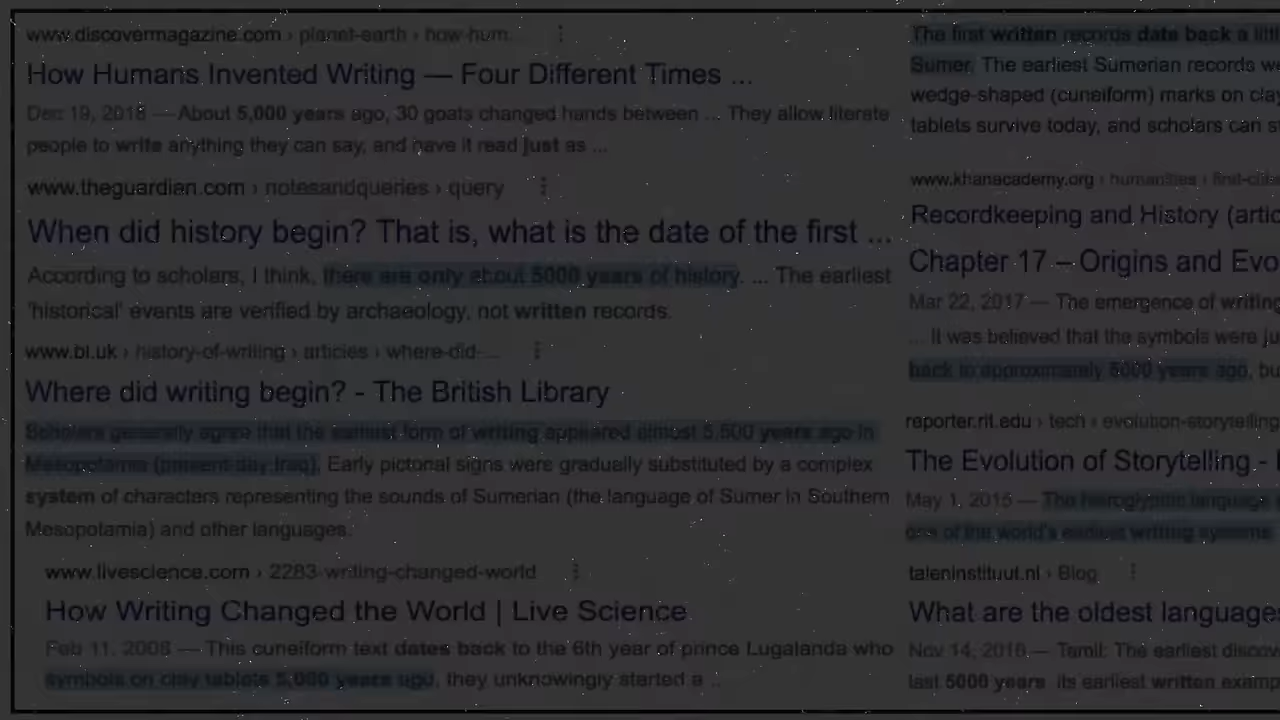 www.discovermagazine.com › planet-earth › how-hum...
How Humans Invented Writing — Four Different Times ...
Dec 19, 2018 — About 5,000 years ago, 30 goats changed hands between ... They allow literate
people to write anything they can say, and have it read just as ...
www.theguardian.com › notesandqueries › query
When did history begin? That is, what is the date of the first ...
According to scholars, I think, there are only about 5000 years of history. ... The earliest
'historical' events are verified by archaeology, not written records.
www.bl.uk › history-of-writing › articles › where-did-...
Where did writing begin? - The British Library
Scholars generally agree that the earliest form of writing appeared almost 5,500 years ago in
Mesopotamia (present-day Iraq). Early pictorial signs were gradually substituted by a complex
system of characters representing the sounds of Sumerian (the language of Sumer in Southern
Mesopotamia) and other languages.
www.livescience.com › 2283-writing-changed-world
How Writing Changed the World | Live Science
Feb 11, 2008 — This cuneiform text dates back to the 6th year of prince Lugalanda who
symbols on clay tablets 5,000 years ago, they unknowingly started a ...
The first written records date back a
Sumer. The earliest Sumerian records
wedge-shaped (cuneiform) marks on
tablets survive today, and scholars can
www.khanacademy.org › humanities ›
Recordkeeping and History
Chapter 17 – Origins and
Mar 22, 2017 — The emergence of writing
... It was believed that the symbols were
back to approximately 5000 years ago,
reporter.rit.edu › tech › evolution-storytelling
The Evolution of Storytelling -
May 1, 2015 — The hieroglyphic language
one of the world's earliest writing systems
taleninstituut.nl › Blog
What are the oldest languages
Nov 14, 2016 — Tamil: The earliest
last 5000 years its earliest written